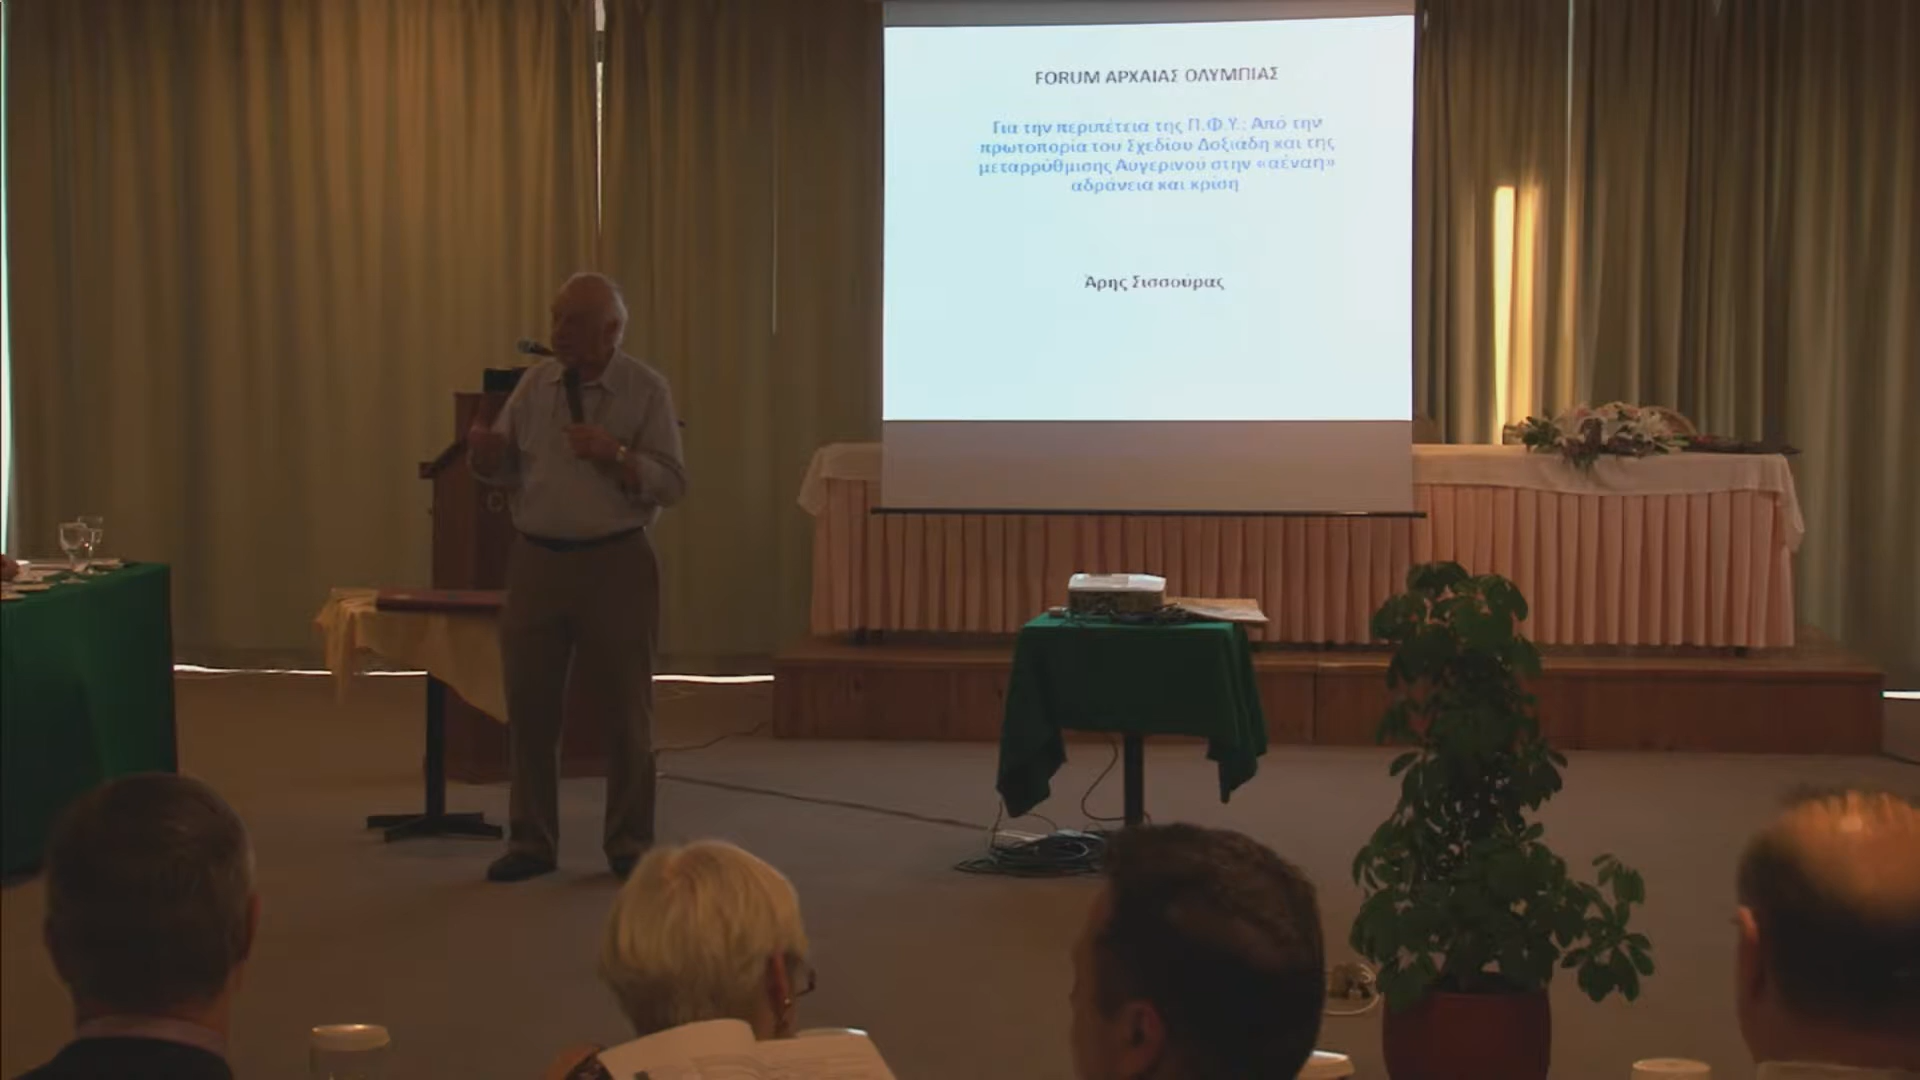 FORUM ΑΡΧΑΙΑΣ ΟΛΥΜΠΙΑΣ
Για την περιπέτεια της Π.Φ.Υ.: Από την
πρωτοπορία του Σχεδίου Δοξιάδη και της
μεταρρύθμισης Αυγερινού στην «αέναη»
αδράνεια και κρίση
Άρης Σισσούρας